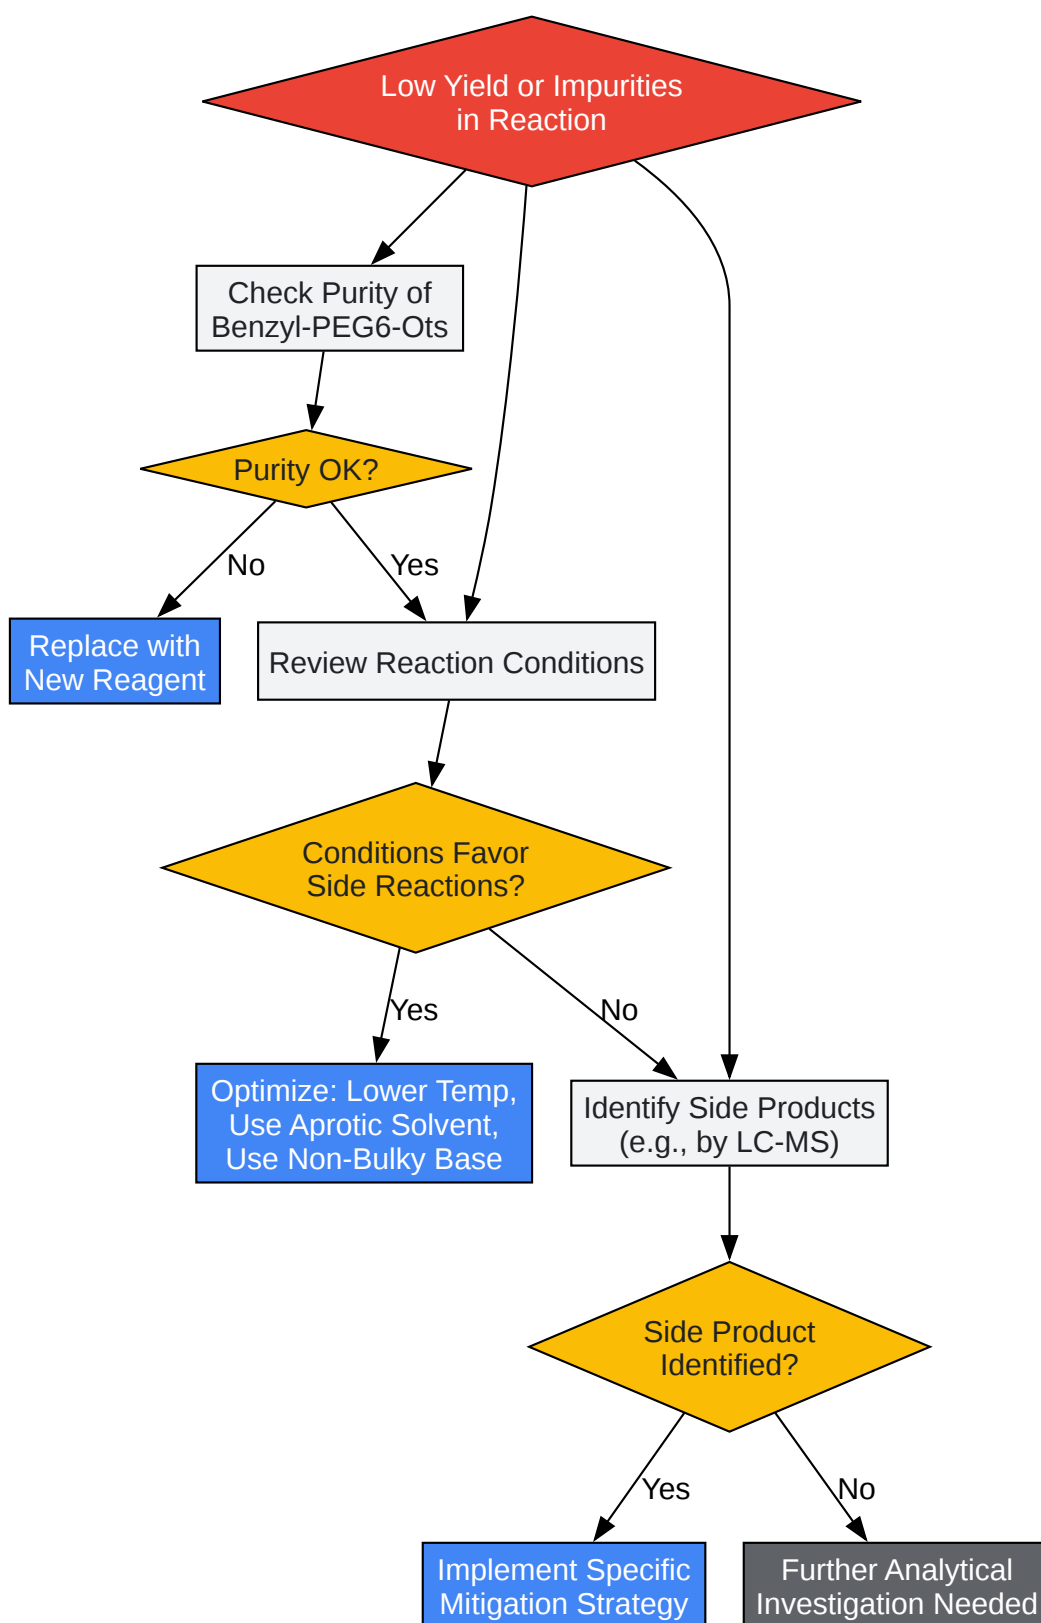 Low Yield or Impurities
in Reaction
Check Purity of
Benzyl-PEG6-Ots
Purity OK?
No
Yes
Replace with
New Reagent
Review Reaction Conditions
Conditions Favor
Side Reactions?
Yes
No
Optimize: Lower Temp,
Use Aprotic Solvent,
Use Non-Bulky Base
Identify Side Products
(e.g., by LC-MS)
Side Product
Identified?
Yes
No
Implement Specific
Mitigation Strategy
Further Analytical
Investigation Needed